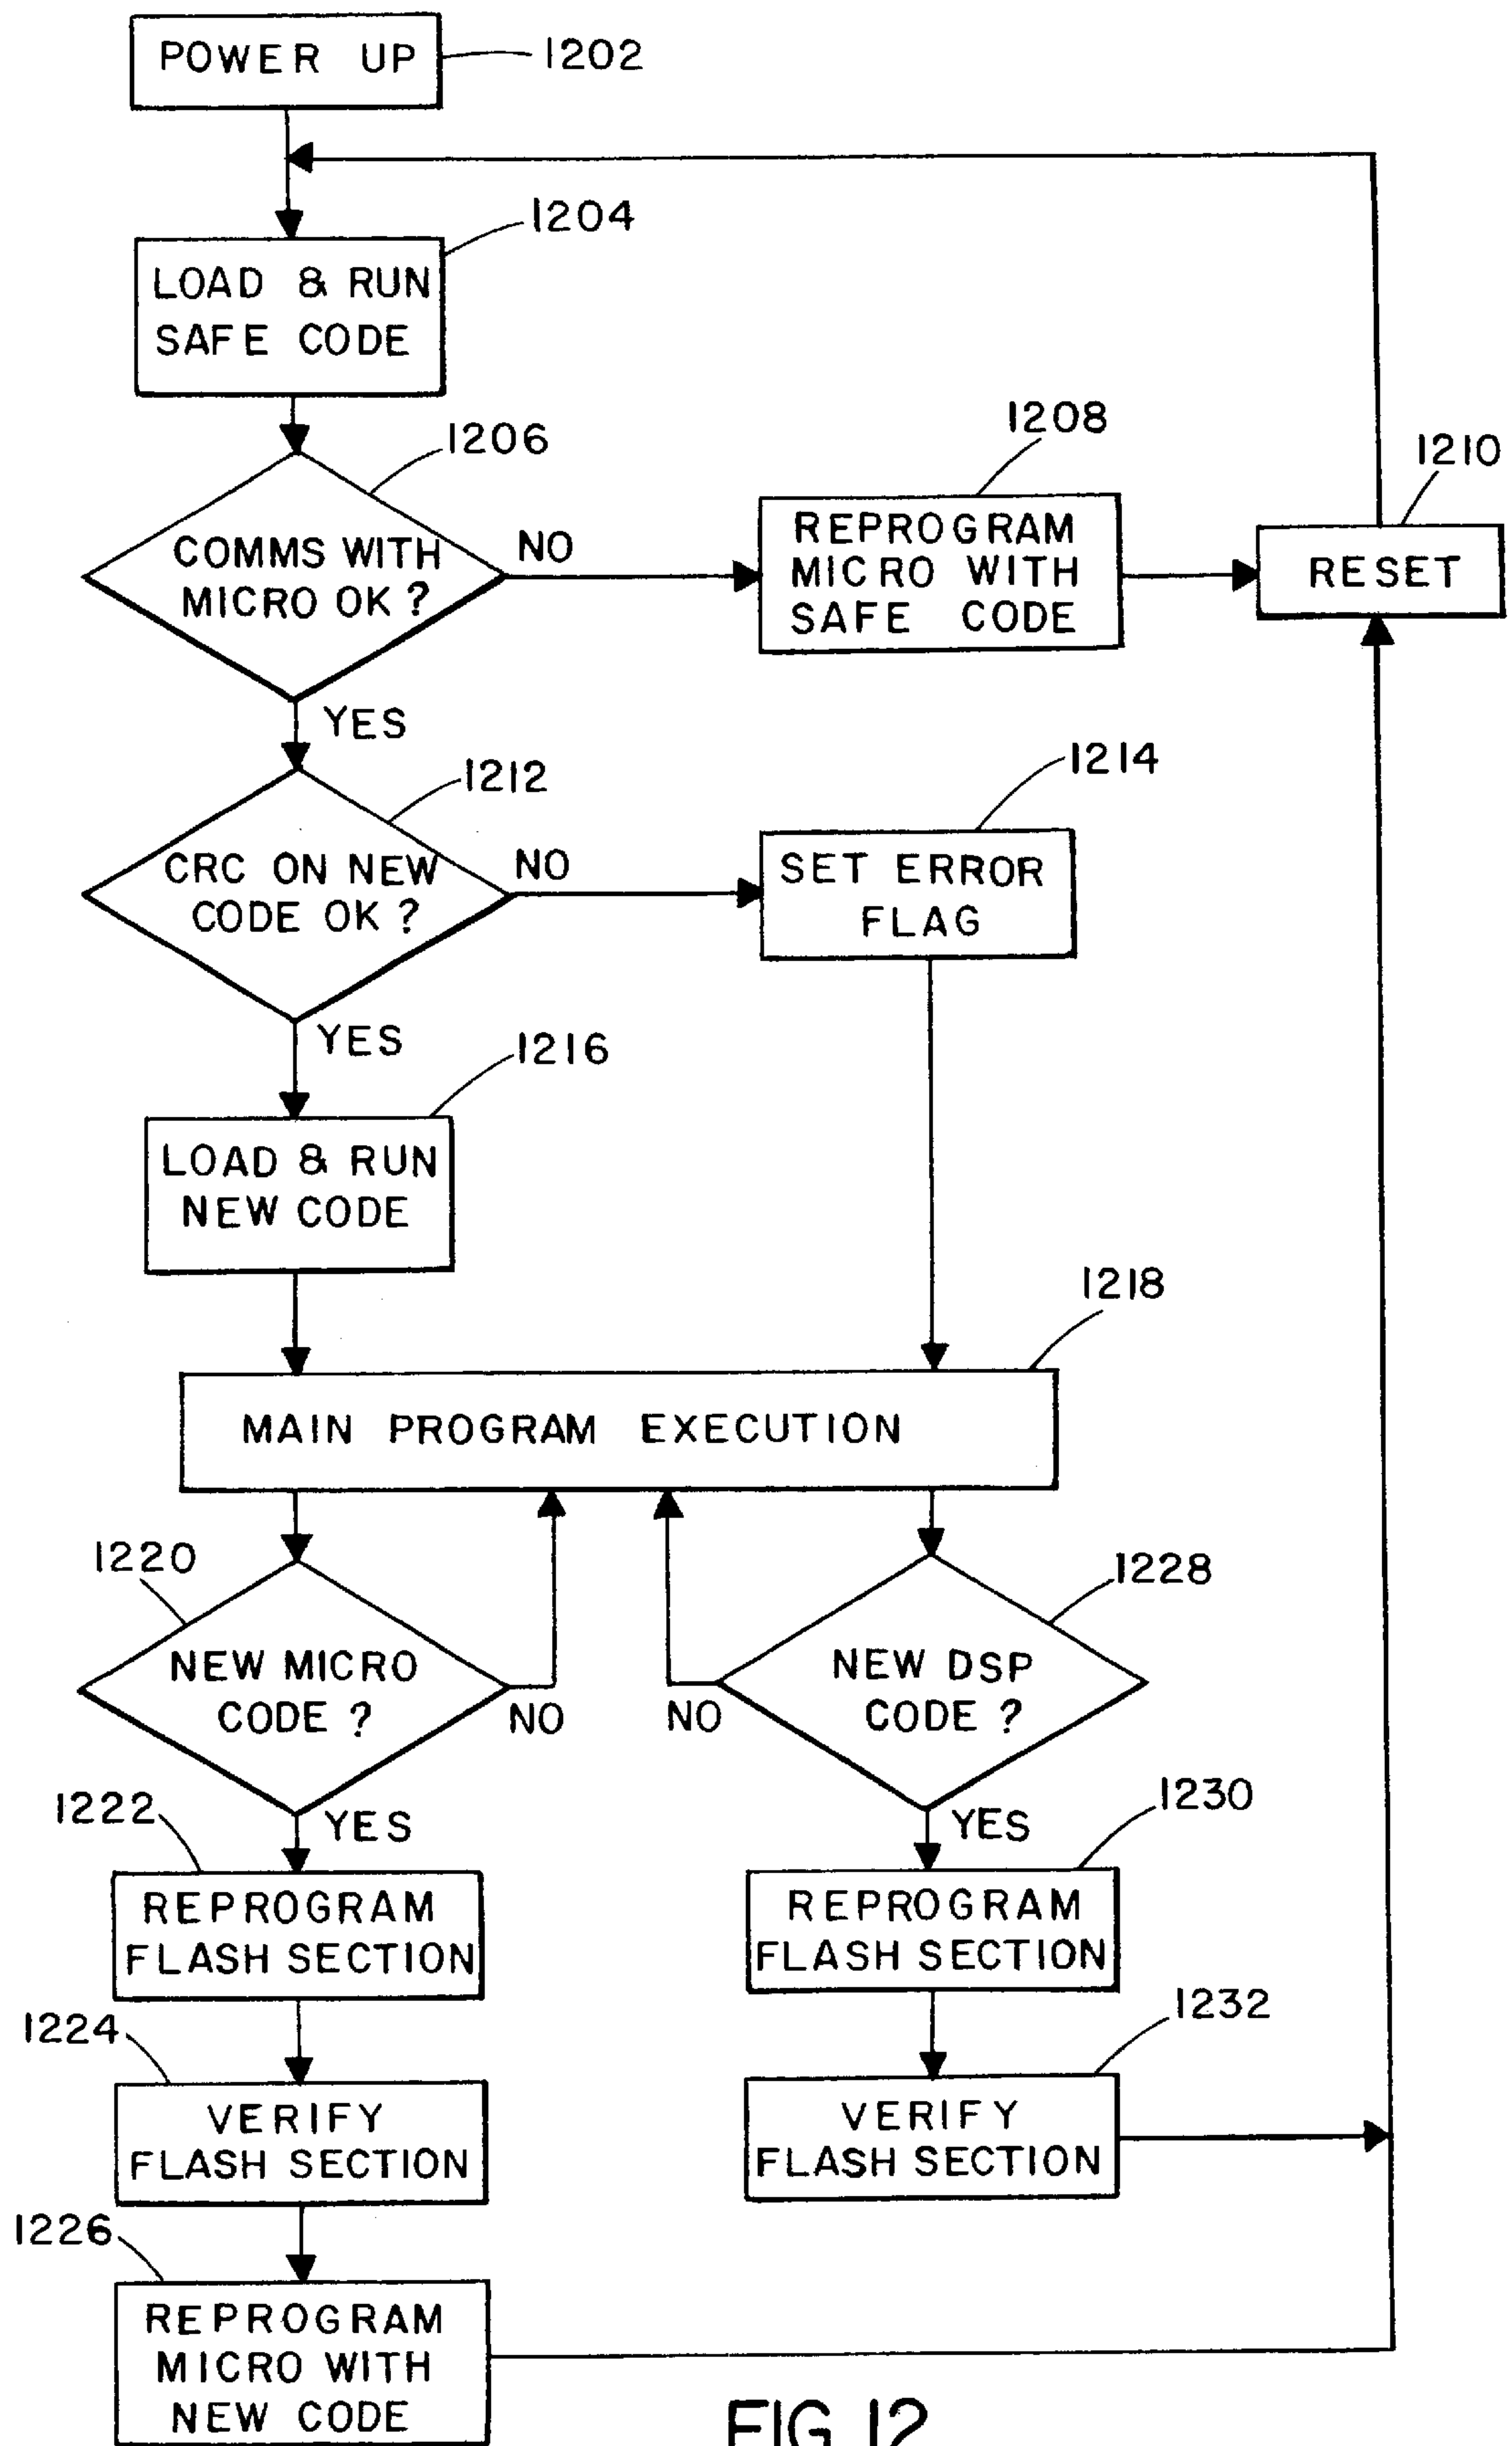 POWER UP
1202
1204
LOAD & RUN
SAFE CODE
1206
COMMS WITH
MICRO OK ?
NO
YES
1208
REPROGRAM
MICRO WITH
SAFE CODE
1210
RESET
1212
CRC ON NEW
CODE OK ?
NO
YES
1214
SET ERROR
FLAG
1216
LOAD & RUN
NEW CODE
1218
MAIN PROGRAM EXECUTION
1220
NEW MICRO
CODE ?
NO
YES
1228
NEW DSP
CODE ?
NO
YES
1222
REPROGRAM
FLASH SECTION
1230
REPROGRAM
FLASH SECTION
1224
VERIFY
FLASH SECTION
1232
VERIFY
FLASH SECTION
1226
REPROGRAM
MICRO WITH
NEW CODE
FIG. 12